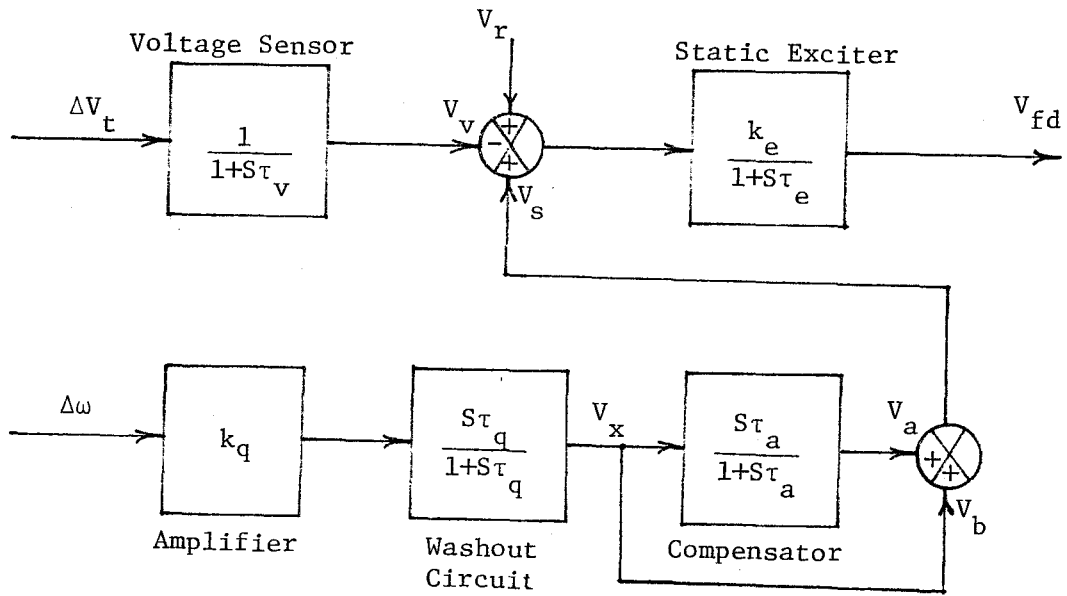 Voltage Sensor
ΔV_t
1
1+Sτ_v
V_v
V_r
+
-
+
V_s
Static Exciter
k_e
1+Sτ_e
V_fd
Δω
k_q
Amplifier
Sτ_q
1+Sτ_q
Washout
Circuit
V_x
Sτ_a
1+Sτ_a
Compensator
V_a
+
+
V_b